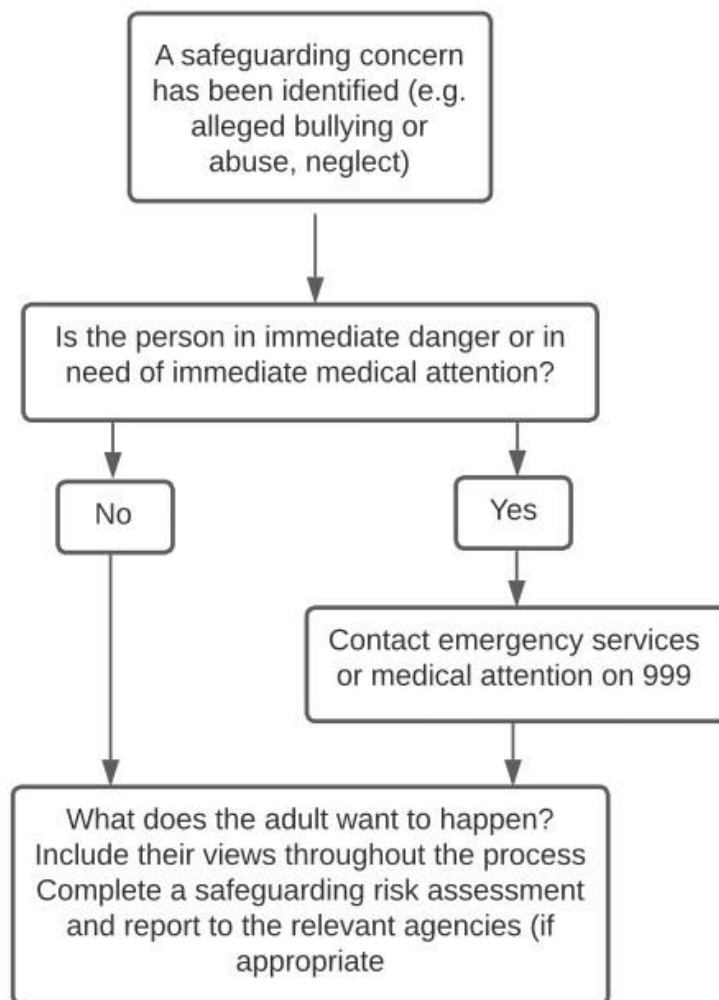 A safeguarding concern
has been identified (e.g.
alleged bullying or
abuse, neglect)
Is the person in immediate danger or in
need of immediate medical attention?
No
Yes
Contact emergency services
or medical attention on 999
What does the adult want to happen?
Include their views throughout the process
Complete a safeguarding risk assessment
and report to the relevant agencies (if
appropriate